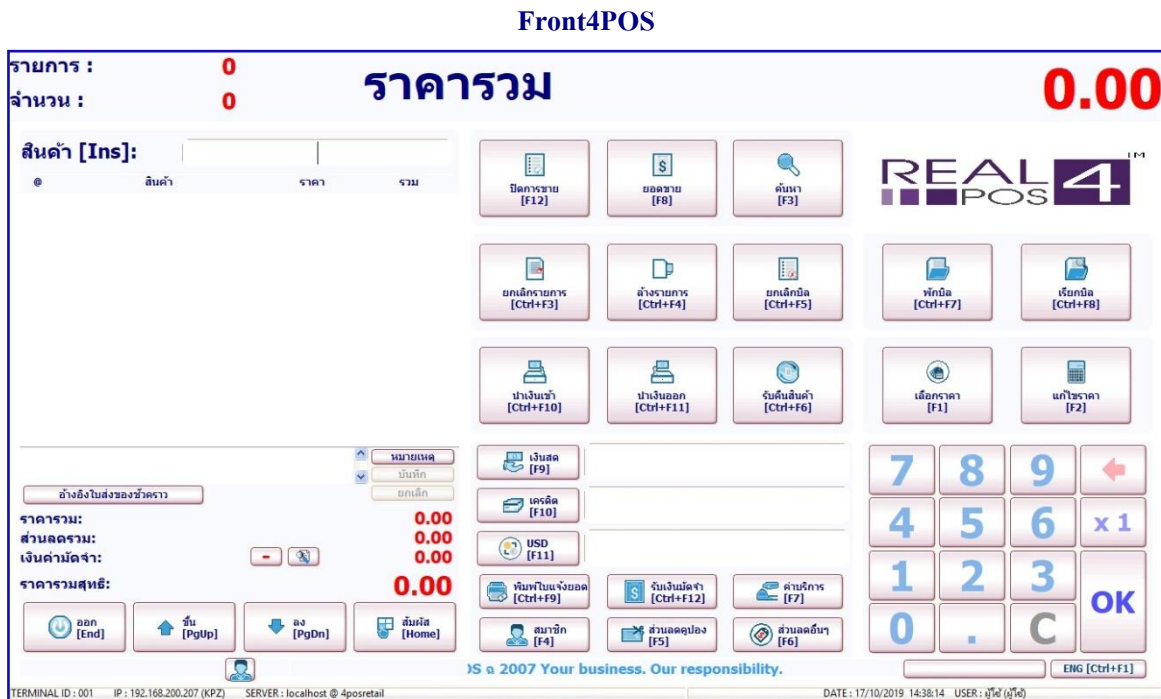 Front4POS
รายการ : 0
จำนวน : 0
ราคารวม
0.00
สินค้า [Ins]:
@ สินค้า ราคา รวม
ปิดการขาย
[F12]
ยอดขาย
[F8]
ค้นหา
[F3]
REAL POS 4 TM
ยกเลิกรายการ
[Ctrl+F3]
ล้างรายการ
[Ctrl+F4]
ยกเลิกบิล
[Ctrl+F5]
พักบิล
[Ctrl+F7]
เรียกบิล
[Ctrl+F8]
นำเงินเข้า
[Ctrl+F10]
นำเงินออก
[Ctrl+F11]
รับคืนสินค้า
[Ctrl+F6]
เลือกราคา
[F1]
แก้ไขราคา
[F2]
หมายเหตุ
บันทึก
ยกเลิก
อ้างอิงใบส่งของชั่วคราว
ราคารวม: 0.00
ส่วนลดรวม: 0.00
เงินค่ามัดจำ: - 0.00
ราคารวมสุทธิ: 0.00
ออก
[End]
ขึ้น
[PgUp]
ลง
[PgDn]
สัมผัส
[Home]
เงินสด
[F9]
เครดิต
[F10]
USD
[F11]
พิมพ์ใบแจ้งยอด
[Ctrl+F9]
รับเงินมัดจำ
[Ctrl+F12]
ค่าบริการ
[F7]
สมาชิก
[F4]
ส่วนลดคูปอง
[F5]
ส่วนลดอื่นๆ
[F6]
7 8 9
4 5 6 x 1
1 2 3 OK
0 . C
OS ฉ 2007 Your business. Our responsibility.
ENG [Ctrl+F1]
TERMINAL ID : 001 IP : 192.168.200.207 (KPZ) SERVER : localhost @ 4posretail DATE : 17/10/2019 14:38:14 USER : ผู้ใช้ (ผู้ใช้)